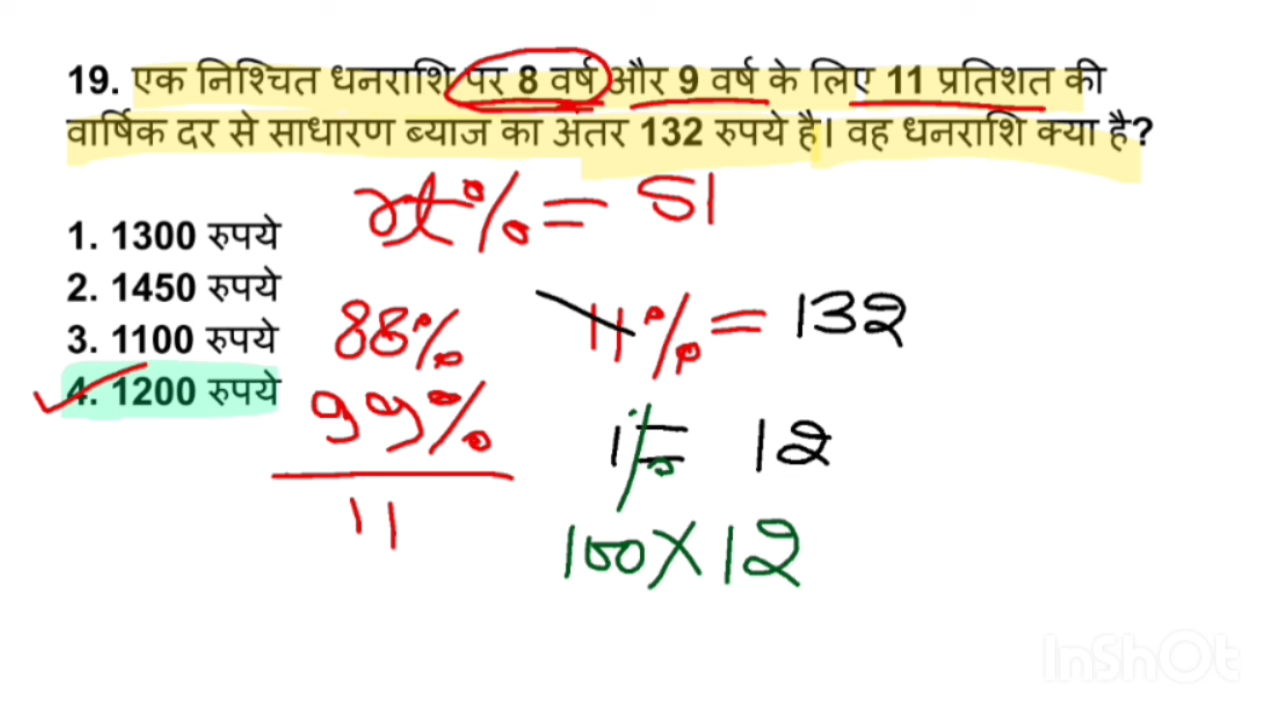 19. एक निश्चित धनराशि पर 8 वर्ष और 9 वर्ष के लिए 11 प्रतिशत की
वार्षिक दर से साधारण ब्याज का अंतर 132 रुपये है। वह धनराशि क्या है?
rt% = SI
1. 1300 रुपये
2. 1450 रुपये
3. 1100 रुपये
4. 1200 रुपये
88%
99%
11
11% = 132
1% = 12
100 X 12
InShOt